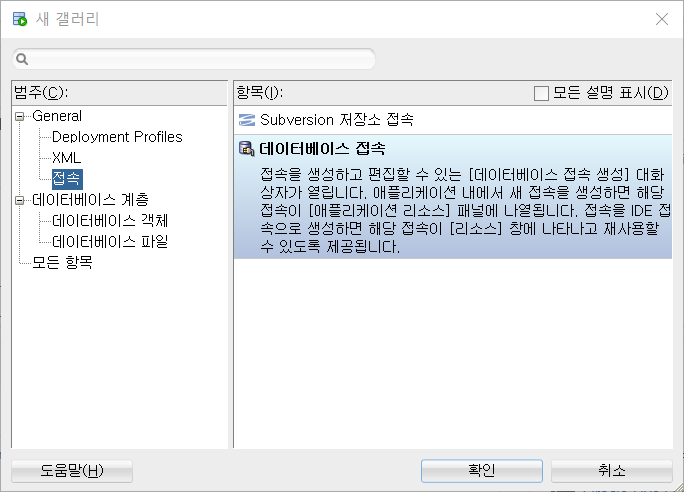 새 갤러리
범주(C):
General
Deployment Profiles
XML
접속
데이터베이스 계층
데이터베이스 객체
데이터베이스 파일
모든 항목
항목(I):
모든 설명 표시(D)
Subversion 저장소 접속
데이터베이스 접속
접속을 생성하고 편집할 수 있는 [데이터베이스 접속 생성] 대화
상자가 열립니다. 애플리케이션 내에서 새 접속을 생성하면 해당
접속이 [애플리케이션 리소스] 패널에 나열됩니다. 접속을 IDE 접
속으로 생성하면 해당 접속이 [리소스] 창에 나타나고 재사용할
수 있도록 제공됩니다.
도움말(H)
확인
취소